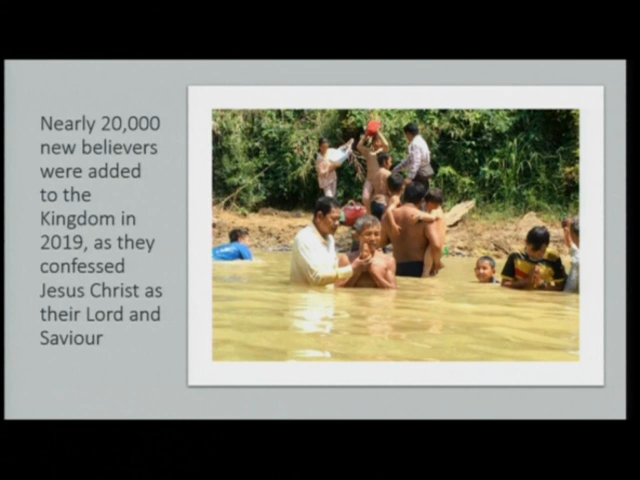 Nearly 20,000
new believers
were added
to the
Kingdom in
2019, as they
confessed
Jesus Christ as
their Lord and
Saviour